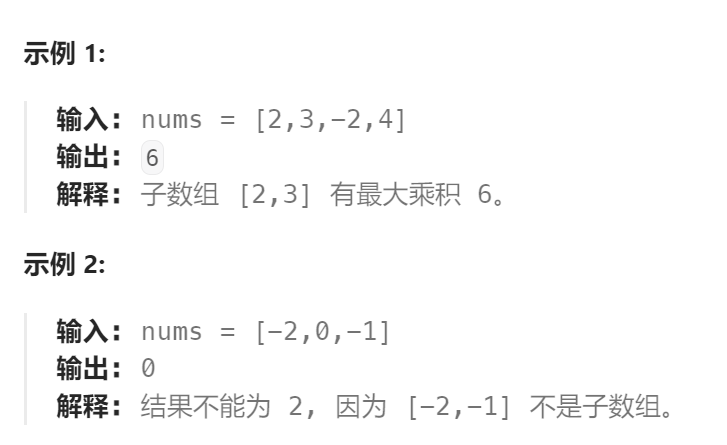 示例 1:
输入：nums = [2,3,-2,4]
输出：6
解释：子数组 [2,3] 有最大乘积 6。
示例 2:
输入：nums = [-2,0,-1]
输出：0
解释：结果不能为 2, 因为 [-2,-1] 不是子数组。